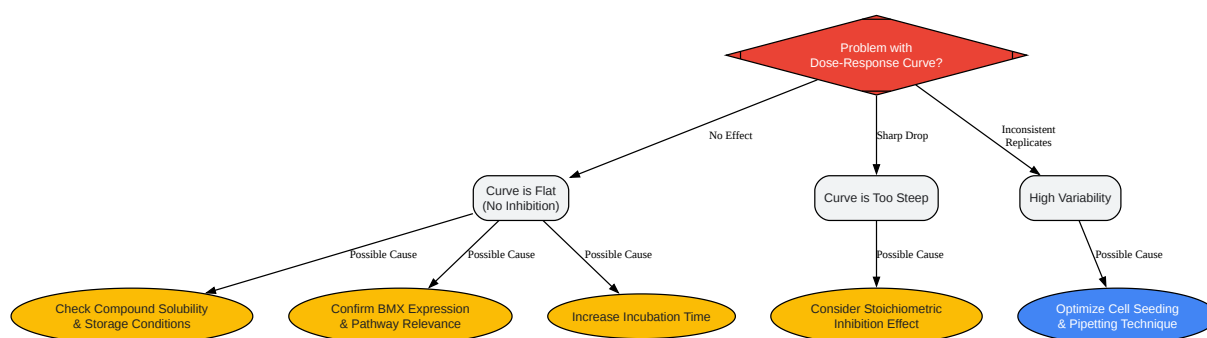 Problem with
Dose-Response Curve?
No Effect
Sharp Drop
Inconsistent
Replicates
Curve is Flat
(No Inhibition)
Curve is Too Steep
High Variability
Possible Cause
Possible Cause
Possible Cause
Possible Cause
Possible Cause
Check Compound Solubility
& Storage Conditions
Confirm BMX Expression
& Pathway Relevance
Increase Incubation Time
Consider Stoichiometric
Inhibition Effect
Optimize Cell Seeding
& Pipetting Technique